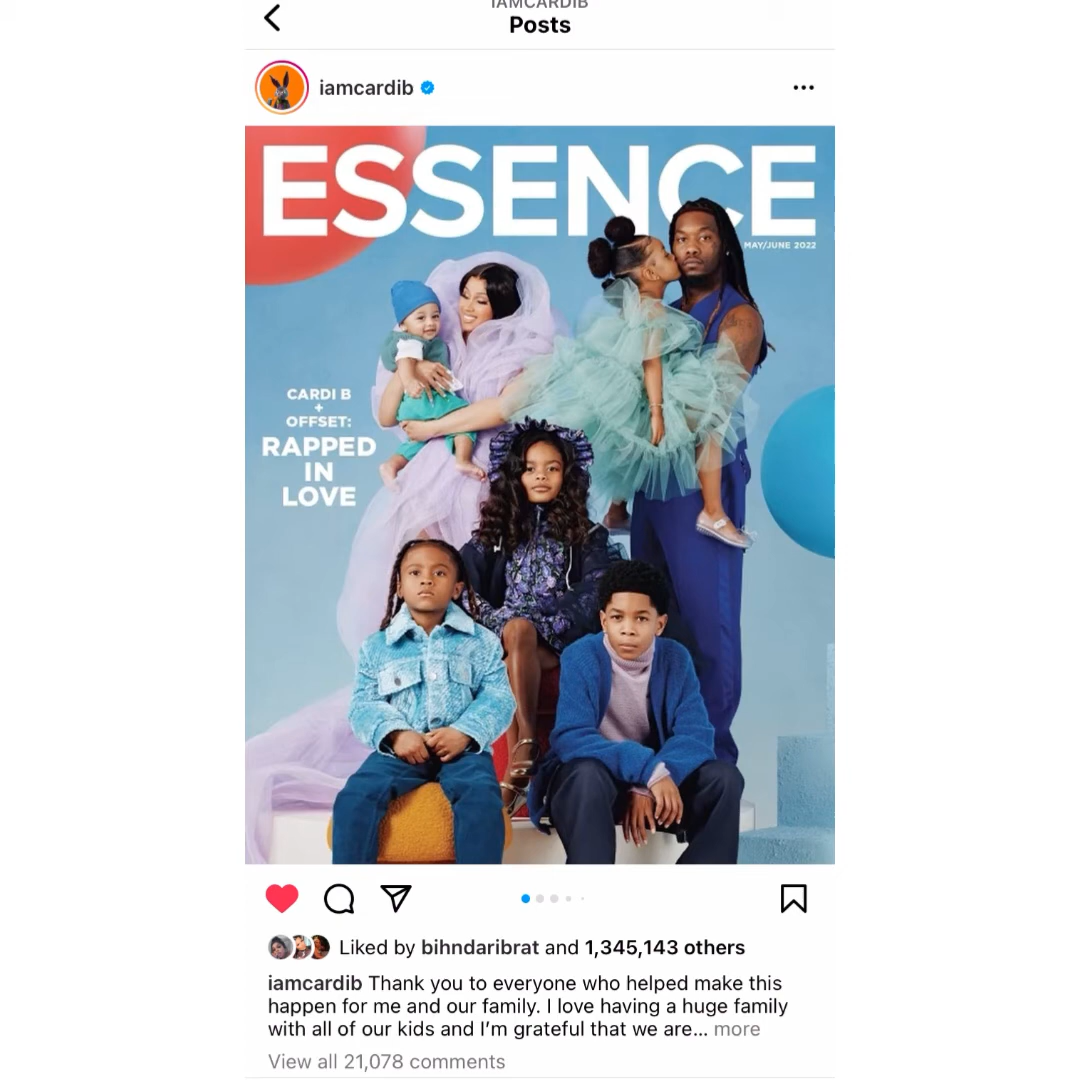 IAMCARDIB
Posts
iamcardib
ESSENCE
MAY/JUNE 2022
CARDI B
+
OFFSET:
RAPPED
IN
LOVE
Liked by bihndaribrat and 1,345,143 others
iamcardib Thank you to everyone who helped make this
happen for me and our family. I love having a huge family
with all of our kids and I’m grateful that we are... more
View all 21,078 comments